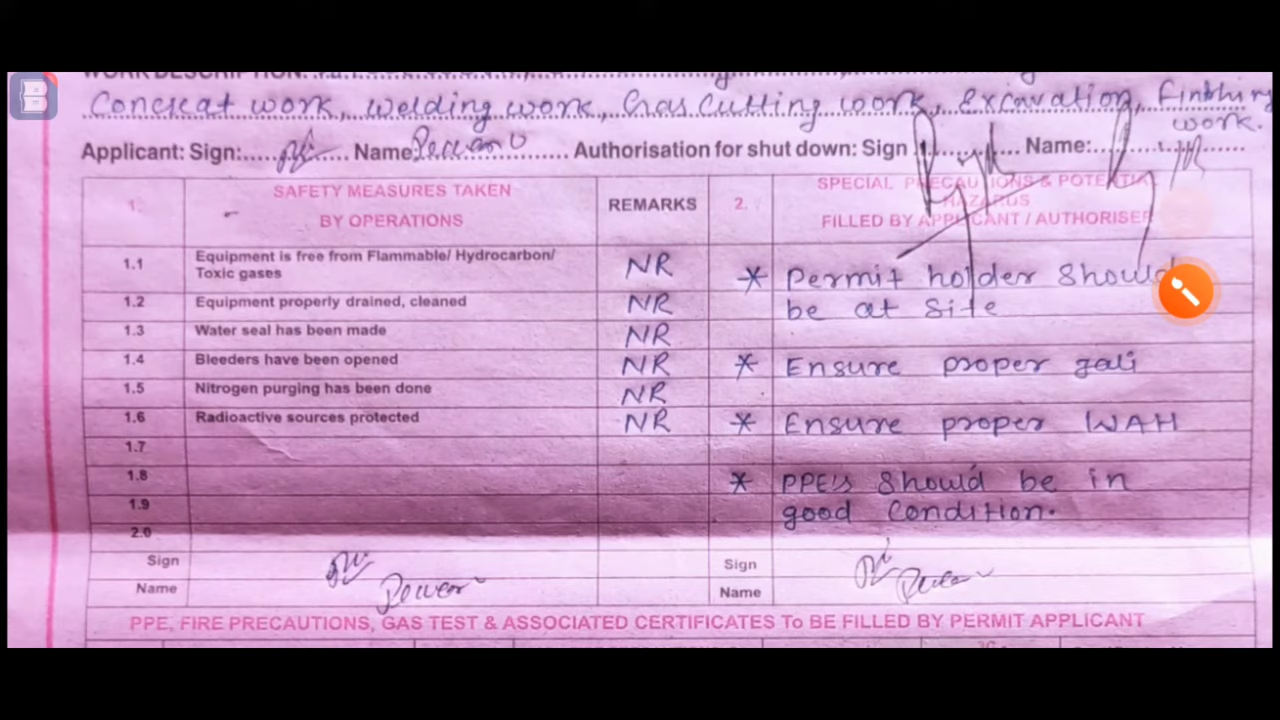 WORK DESCRIPTION:
Concreat work, welding work, Gas cutting work, Excavation, Finishing
work.
Applicant: Sign: Name: Authorisation for shut down: Sign Name:
1. SAFETY MEASURES TAKEN BY OPERATIONS REMARKS 2. SPECIAL PRECAUTIONS & POTENTIAL HAZARDS FILLED BY APPLICANT / AUTHORISER
1.1 Equipment is free from Flammable/ Hydrocarbon/ Toxic gases NR * Permit holder should
1.2 Equipment properly drained, cleaned NR be at site
1.3 Water seal has been made NR
1.4 Bleeders have been opened NR * Ensure proper gali
1.5 Nitrogen purging has been done NR
1.6 Radioactive sources protected NR * Ensure proper WAH
1.7
1.8 * PPE's should be in
1.9 good condition.
2.0
Sign Sign
Name Name
PPE, FIRE PRECAUTIONS, GAS TEST & ASSOCIATED CERTIFICATES To BE FILLED BY PERMIT APPLICANT